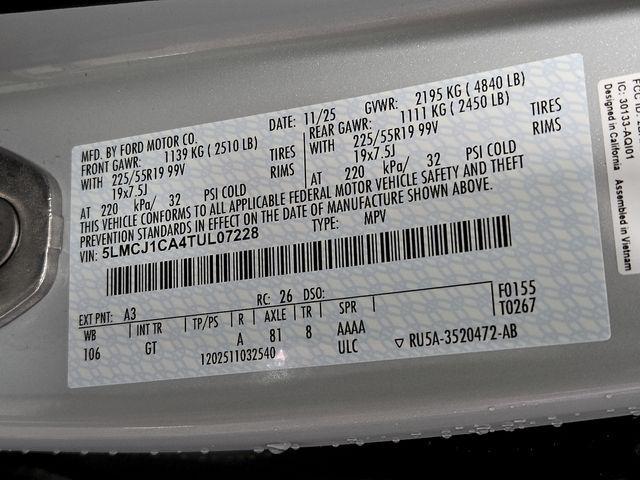 MFD. BY FORD MOTOR CO.
DATE: 11/25 GVWR: 2195 KG ( 4840 LB)
FRONT GAWR: 1139 KG ( 2510 LB) REAR GAWR: 1111 KG ( 2450 LB)
WITH 225/55R19 99V TIRES 225/55R19 99V TIRES
19x7.5J RIMS 19x7.5J RIMS
AT 220 kPa/ 32 PSI COLD AT 220 kPa/ 32 PSI COLD
THIS VEHICLE CONFORMS TO ALL APPLICABLE FEDERAL MOTOR VEHICLE SAFETY AND THEFT
PREVENTION STANDARDS IN EFFECT ON THE DATE OF MANUFACTURE SHOWN ABOVE.
VIN: 5LMCJ1CA4TUL07228 TYPE: MPV
EXT PNT: A3 RC: 26 DSO: F0155
T0267
WB INT TR TP/PS R AXLE TR SPR
106 GT A 81 8 AAAA
ULC
1202511032540
RU5A-3520472-AB
FCC ID:
IC: 30133-AQI01
Designed in California Assembled in Vietnam